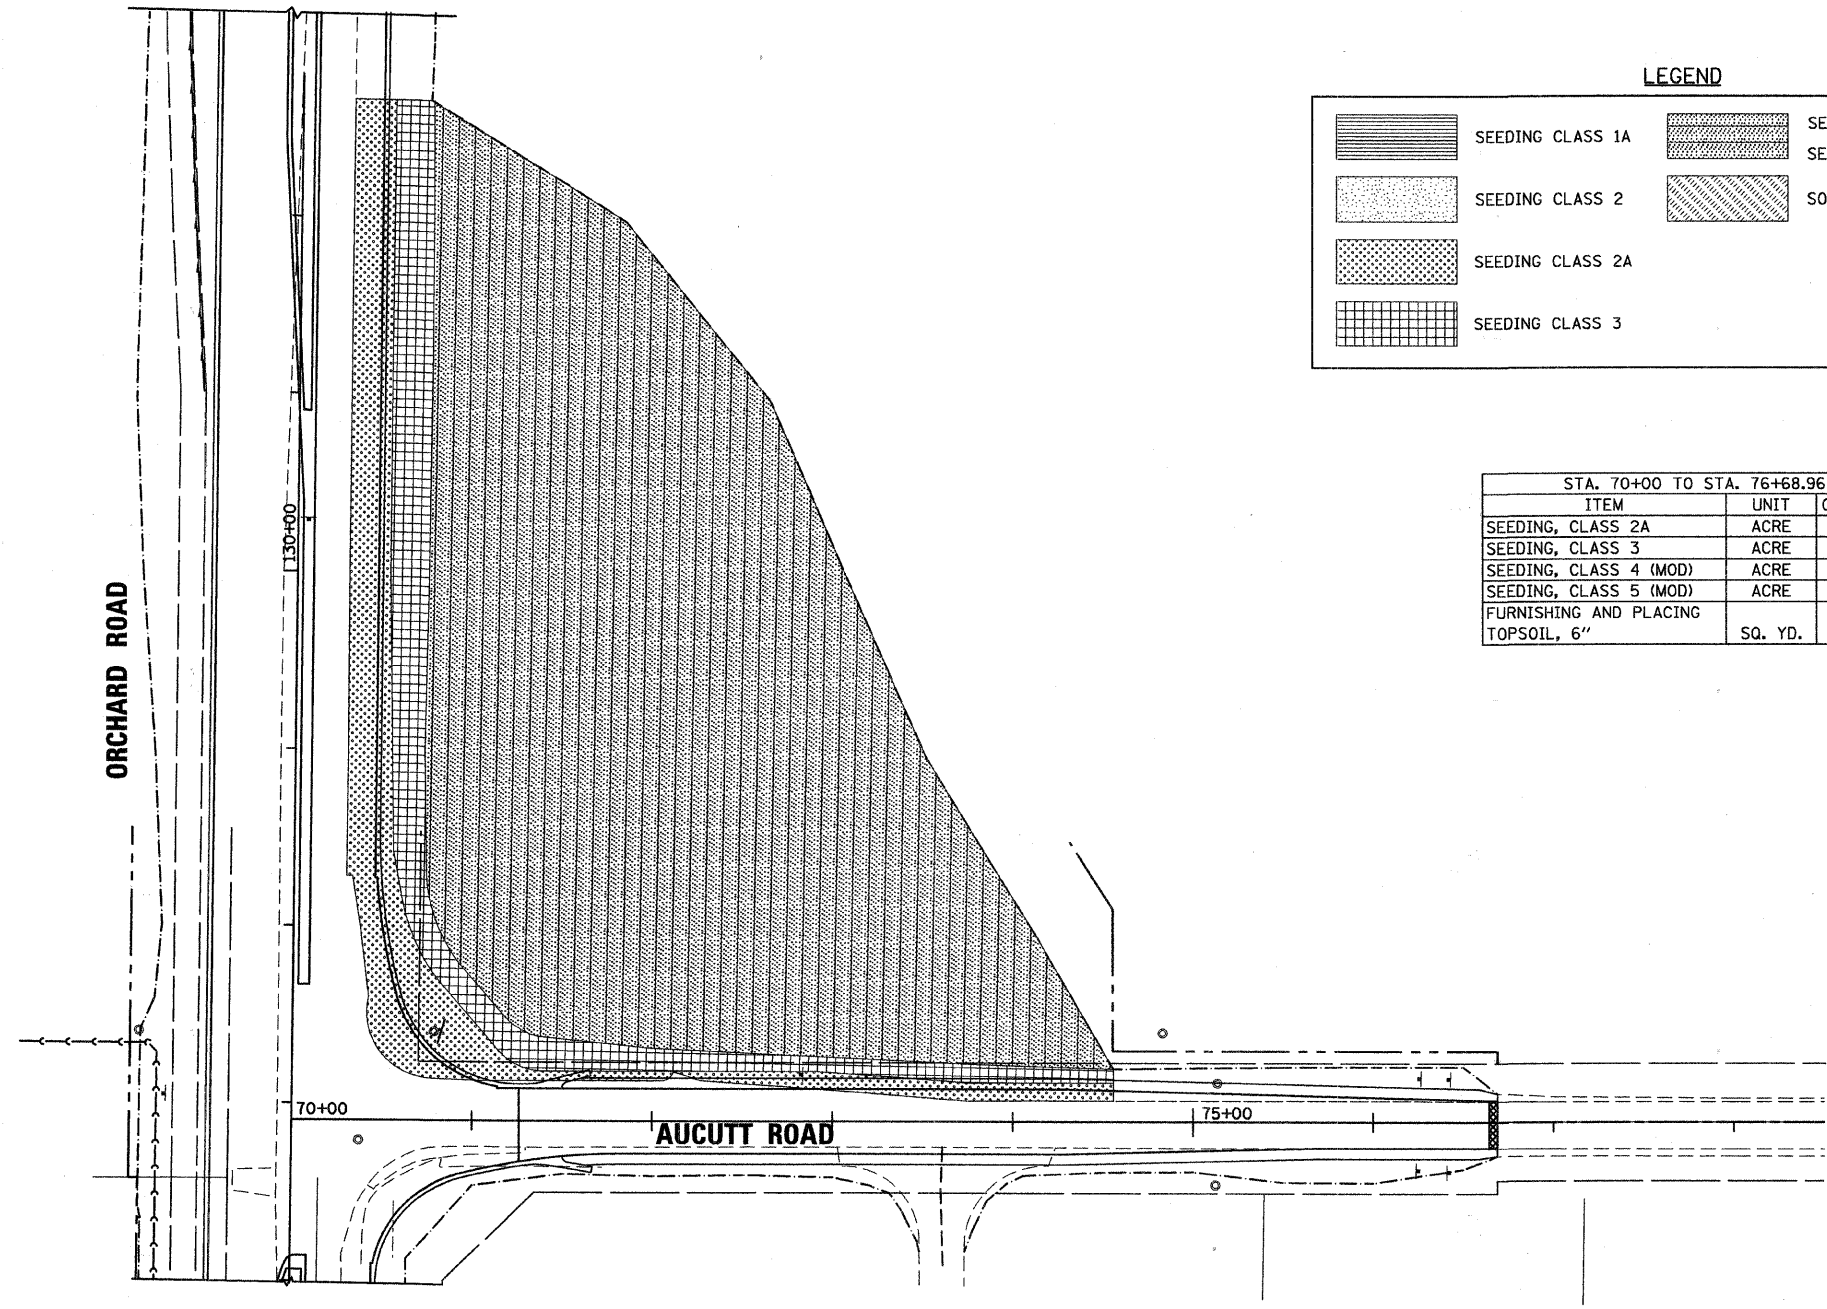 LEGEND
SEEDING CLASS 1A
SE
SE
SEEDING CLASS 2
SO
SEEDING CLASS 2A
SEEDING CLASS 3
STA. 70+00 TO STA. 76+68.96
ITEM UNIT
SEEDING, CLASS 2A ACRE
SEEDING, CLASS 3 ACRE
SEEDING, CLASS 4 (MOD) ACRE
SEEDING, CLASS 5 (MOD) ACRE
FURNISHING AND PLACING
TOPSOIL, 6" SQ. YD.
130+00
ORCHARD ROAD
70+00
75+00
AUCUTT ROAD